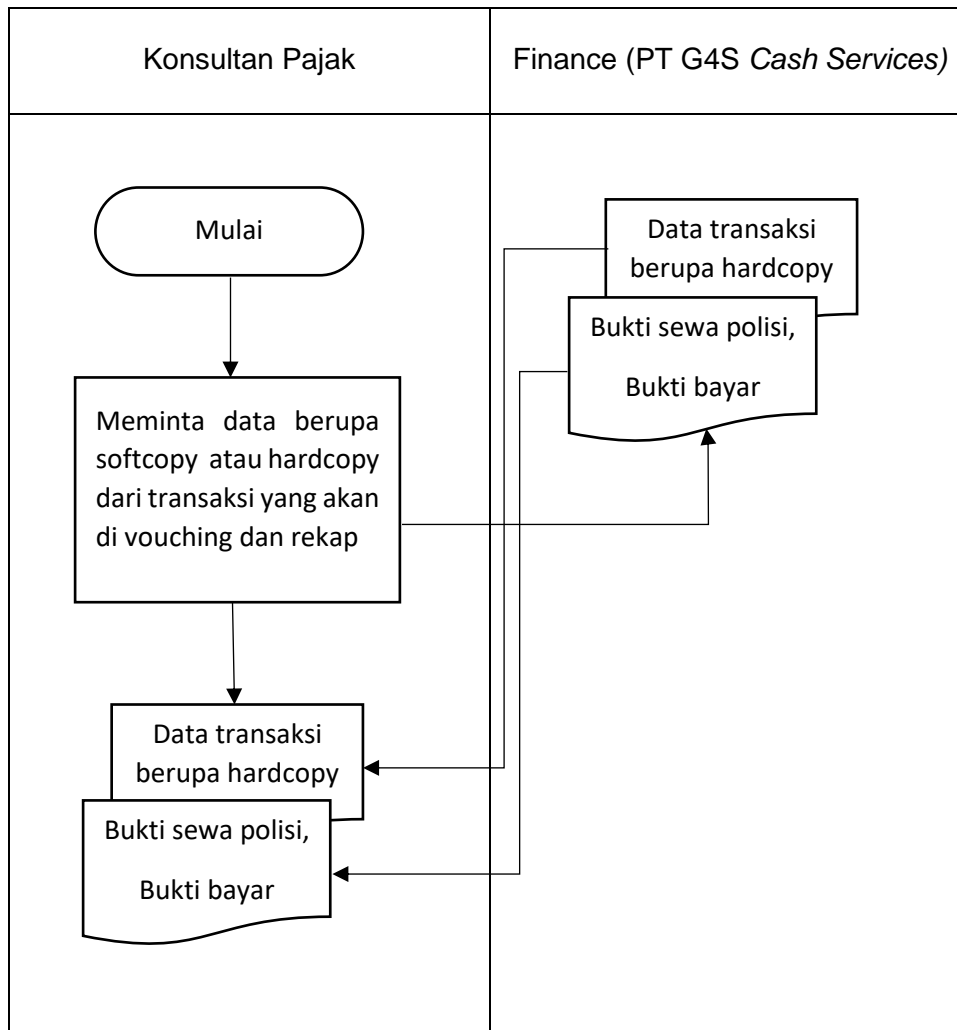 Konsultan Pajak
Finance (PT G4S Cash Services)
Mulai
Data transaksi
berupa hardcopy
Bukti sewa polisi,
Bukti bayar
Meminta data berupa
softcopy atau hardcopy
dari transaksi yang akan
di vouching dan rekap
Data transaksi
berupa hardcopy
Bukti sewa polisi,
Bukti bayar